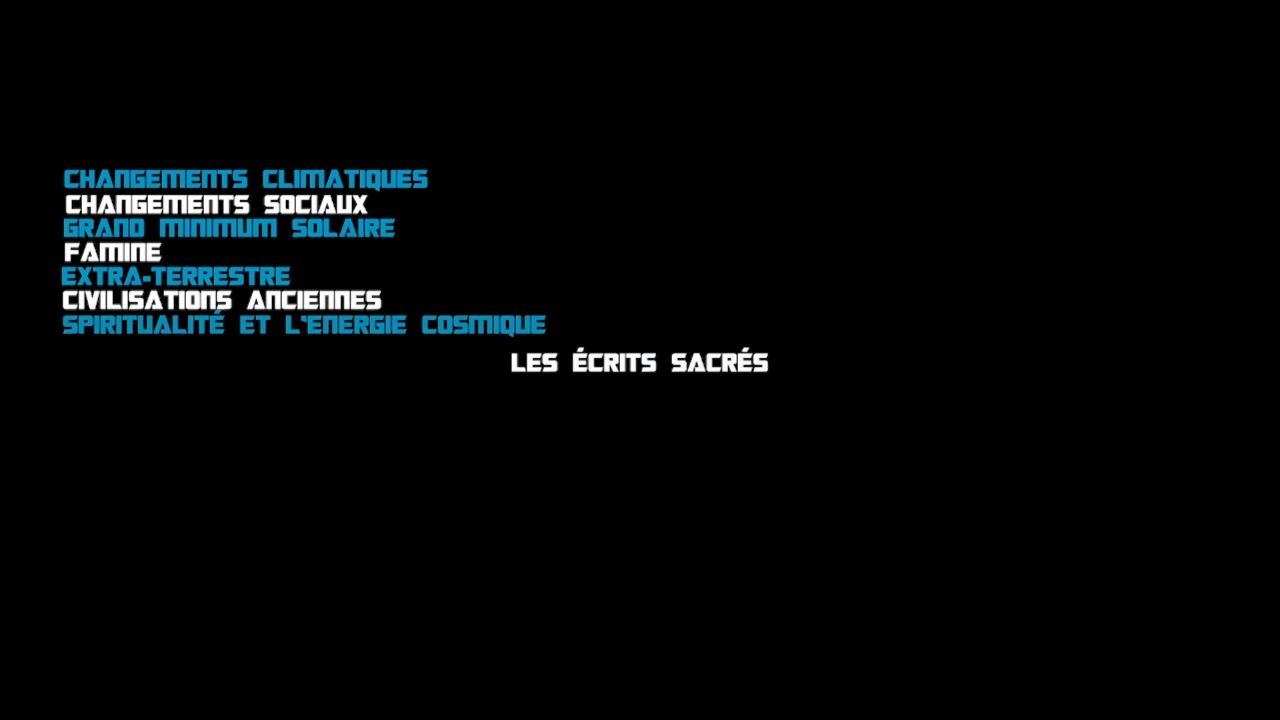 CHANGEMENTS CLIMATIQUES
CHANGEMENTS SOCIAUX
GRAND MINIMUM SOLAIRE
FAMINE
EXTRA-TERRESTRE
CIVILISATIONS ANCIENNES
SPIRITUALITÉ ET L'ENERGIE COSMIQUE
LES ÉCRITS SACRÉS